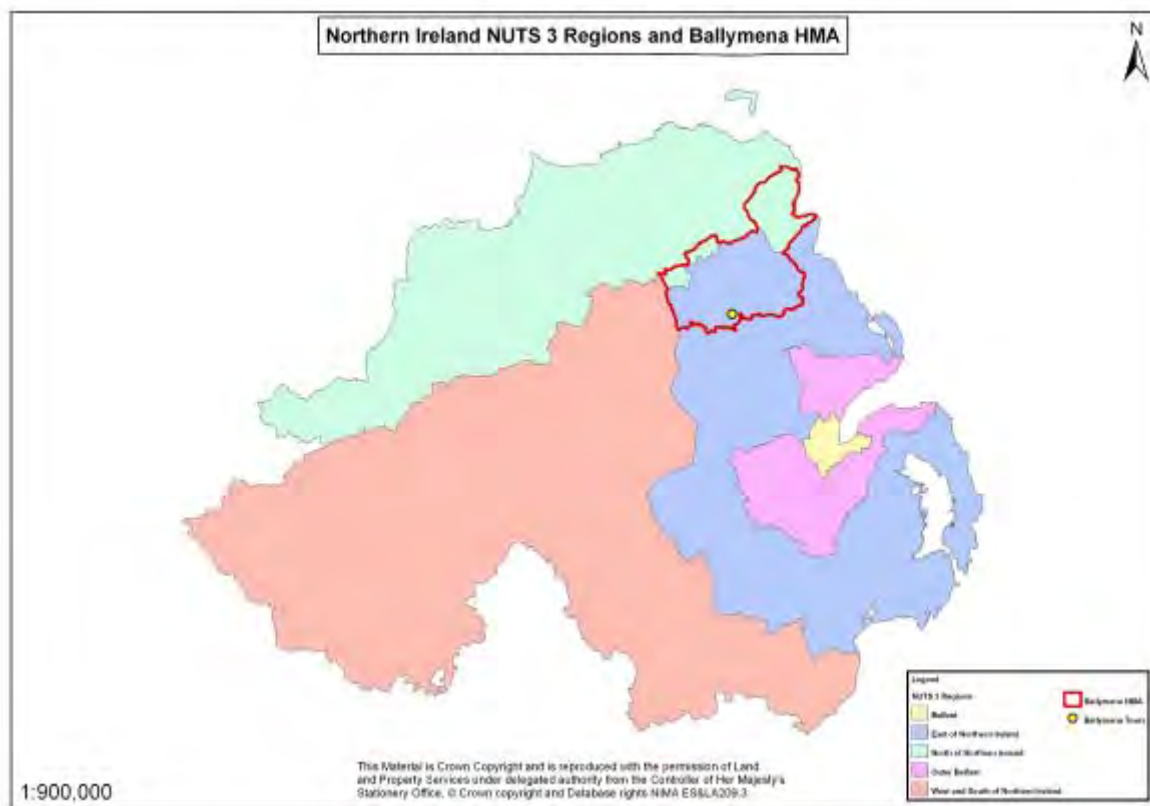 Northern Ireland NUTS 3 Regions and Ballymena HMA
N
Legend
NUTS 3 Regions
Belfast
East of Northern Ireland
North of Northern Ireland
Outer Belfast
West and South of Northern Ireland
Ballymena HMA
Ballymena Town
1:900,000
This Material is Crown Copyright and is reproduced with the permission of Land
and Property Services under delegated authority from the Controller of Her Majesty's
Stationery Office, © Crown copyright and Database rights NIMA ES&LA209.3